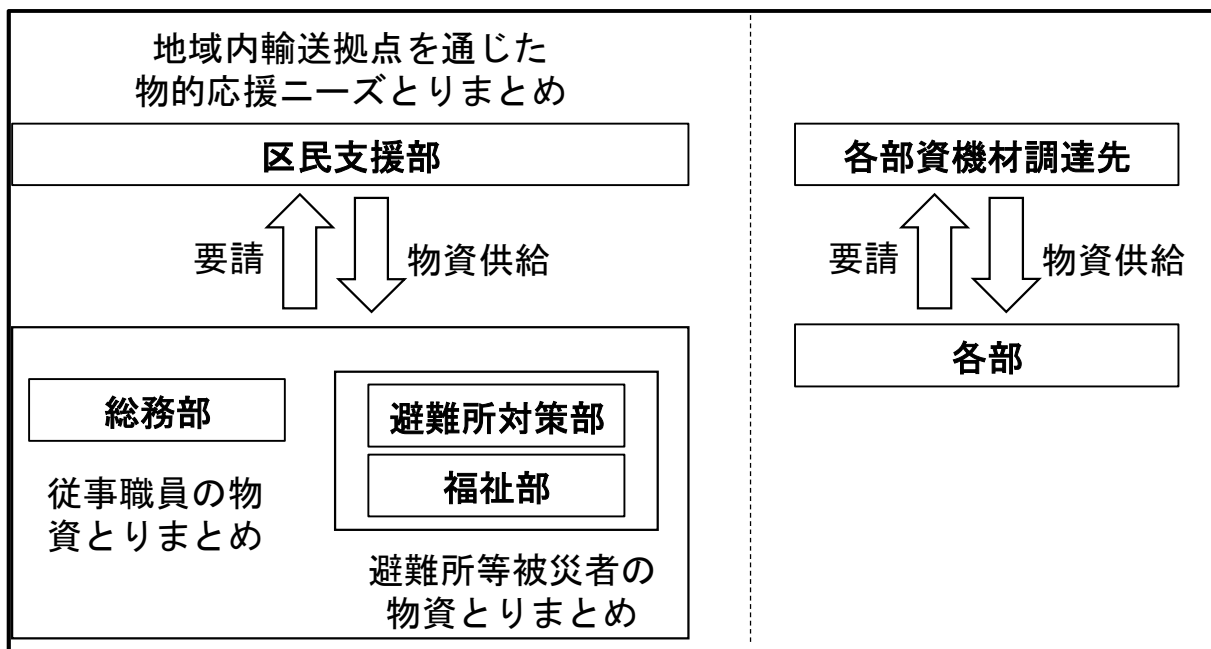 地域内輸送拠点を通じた
物的応援ニーズとりまとめ
区民支援部
要請
物資供給
総務部
従事職員の物
資とりまとめ
避難所対策部
福祉部
避難所等被災者の
物資とりまとめ
各部資機材調達先
要請
物資供給
各部